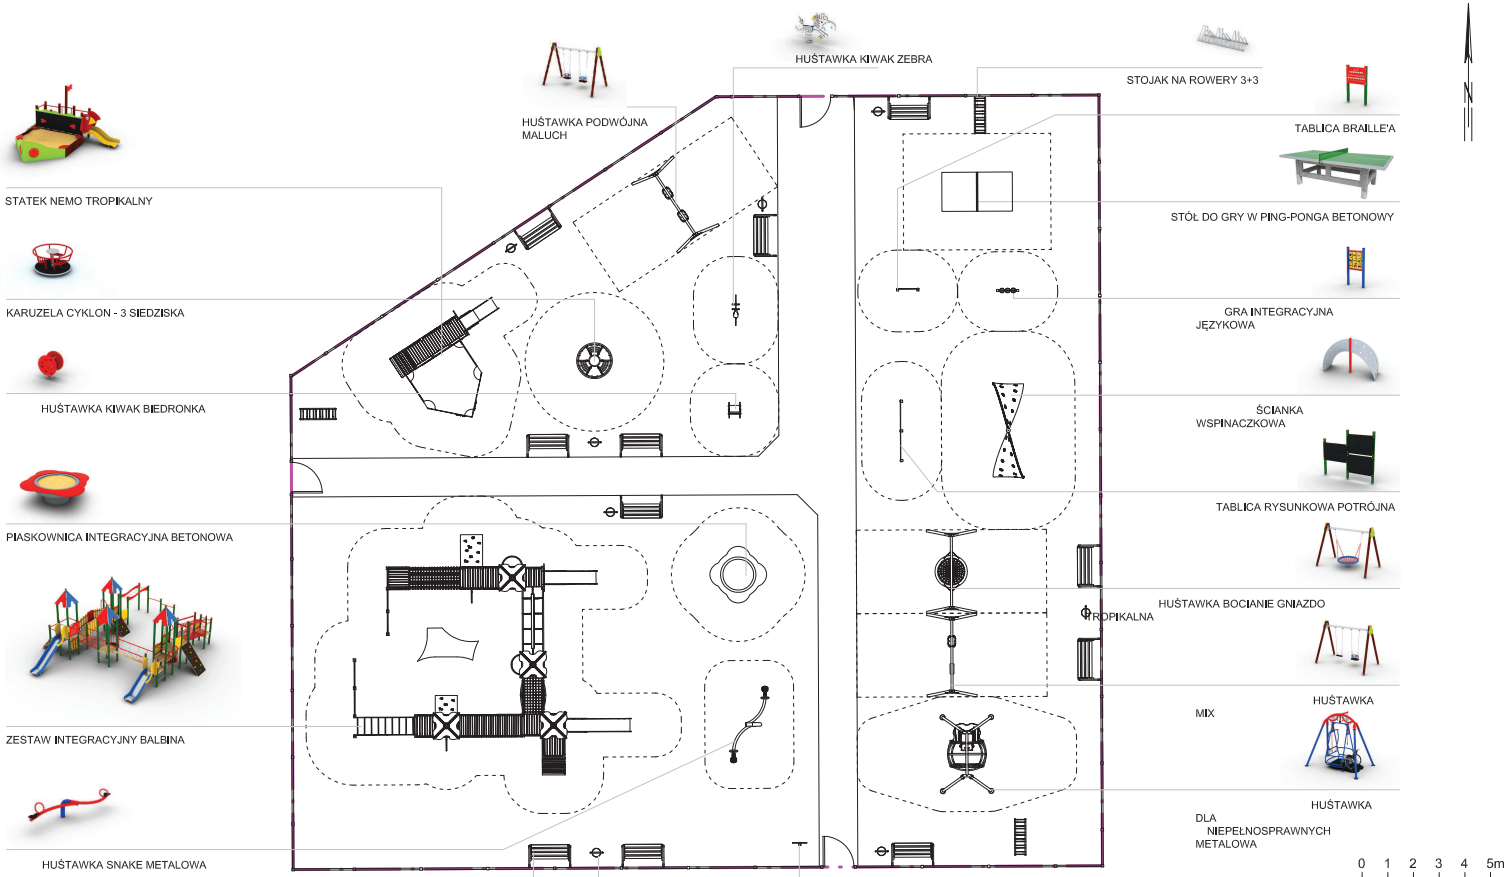 HUŚTAWKA KIWAK ZEBRA
STOJAK NA ROWERY 3+3
HUŚTAWKA PODWÓJNA
MALUCH
TABLICA BRAILLE'A
STATEK NEMO TROPIKALNY
STÓŁ DO GRY W PING-PONGA BETONOWY
KARUZELA CYKLON - 3 SIEDZISKA
GRA INTEGRACYJNA
JĘZYKOWA
HUŚTAWKA KIWAK BIEDRONKA
ŚCIANKA
WSPINACZKOWA
TABLICA RYSUNKOWA POTRÓJNA
PIASKOWNICA INTEGRACYJNA BETONOWA
HUŚTAWKA BOCIANIE GNIAZDO
TROPIKALNA
HUŚTAWKA
MIX
ZESTAW INTEGRACYJNY BALBINA
HUŚTAWKA
DLA
NIEPEŁNOSPRAWNYCH
METALOWA
HUŚTAWKA SNAKE METALOWA
N
0 1 2 3 4 5m